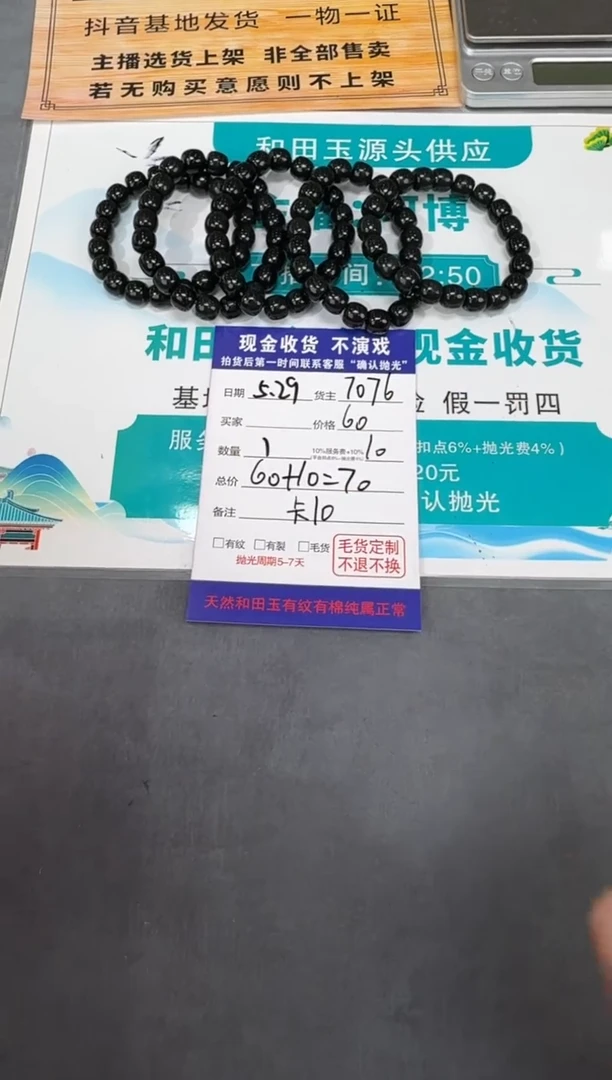 抖音基地发货 一物一证
主播选货上架 非全部售卖
若无购买意愿则不上架
和田玉源头供应
博
2:50
和田 现金收货
假一罚四
扣点6%+抛光费4%）
服务
20元
认抛光
现金收货 不演戏
拍货后第一时间联系客服“确认抛光”
日期 5.29 货主 7076
买家 价格 60
数量 1 10%服务费+10% 10
总价 60+10=70
备注 卡10
□有纹 □有裂 □毛货
抛光周期5-7天
毛货定制
不退不换
天然和田玉有纹有棉纯属正常